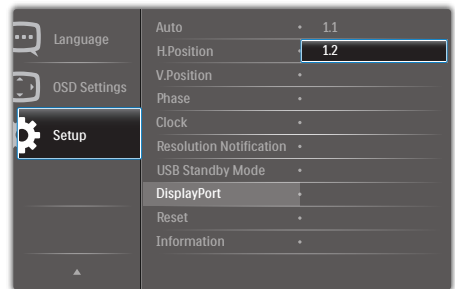 Language
OSD Settings
Setup
Auto
H.Position
V.Position
Phase
Clock
Resolution Notification
USB Standby Mode
DisplayPort
Reset
Information
1.1
1.2